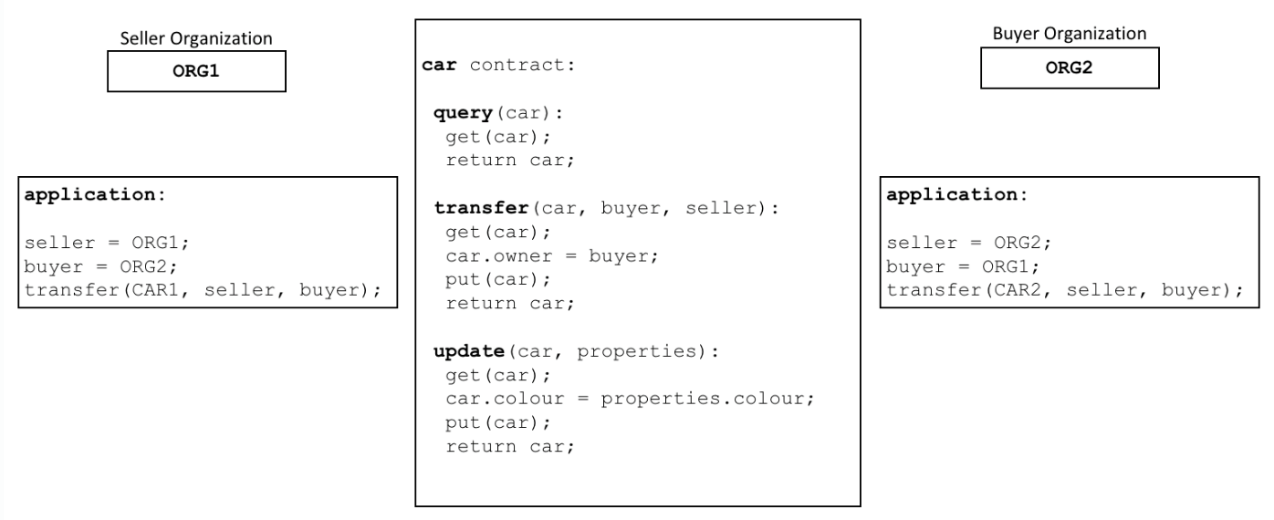 Seller Organization
ORG1
application:
seller = ORG1;
buyer = ORG2;
transfer(CAR1, seller, buyer);
car contract:
query(car):
get(car);
return car;
transfer(car, buyer, seller):
get(car);
car.owner = buyer;
put(car);
return car;
update(car, properties):
get(car);
car.colour = properties.colour;
put(car);
return car;
Buyer Organization
ORG2
application:
seller = ORG2;
buyer = ORG1;
transfer(CAR2, seller, buyer);